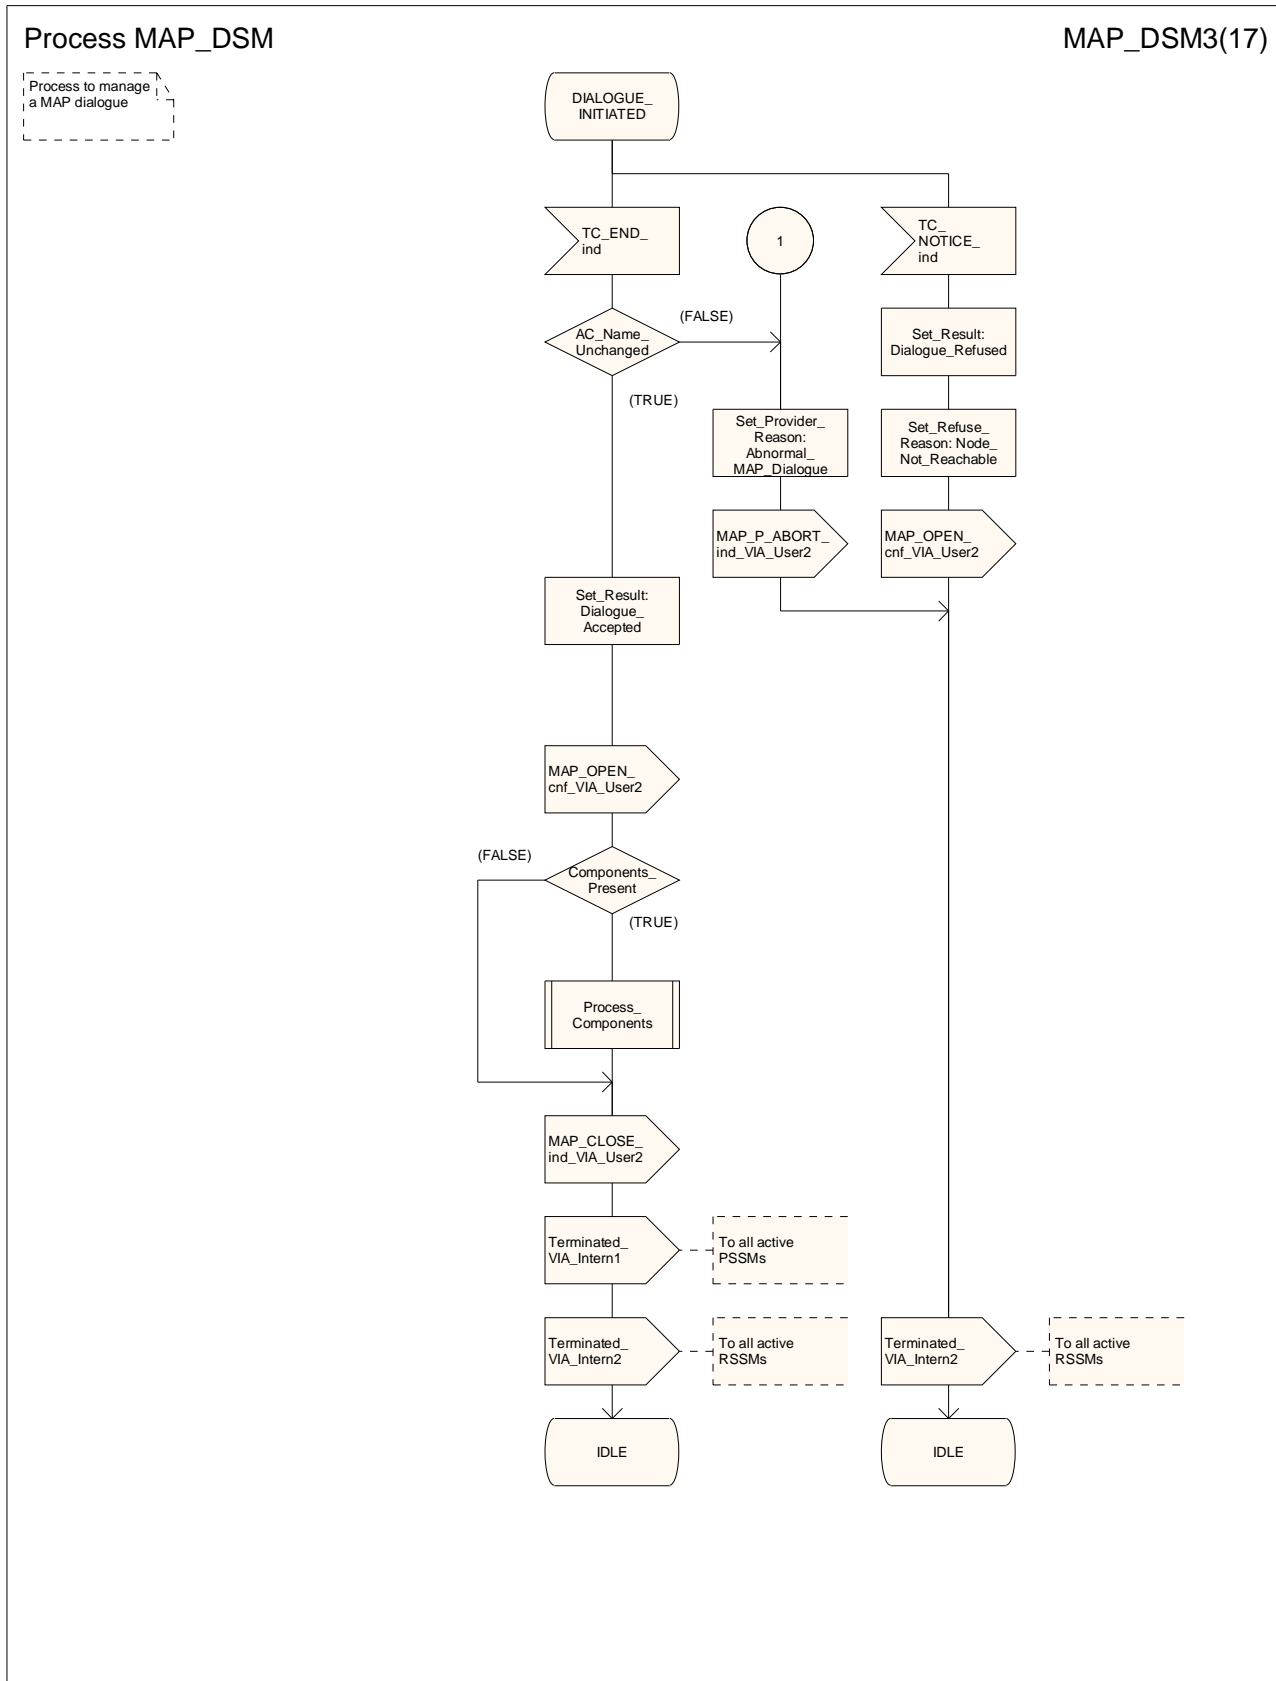 Process MAP_DSM
MAP_DSM3(17)
Process to manage
a MAP dialogue
DIALOGUE_
INITIATED
TC_END_
ind
1
TC_
NOTICE_
ind
AC_Name_
Unchanged
(FALSE)
(TRUE)
Set_Result:
Dialogue_Refused
Set_Provider_
Reason:
Abnormal_
MAP_Dialogue
Set_Refuse_
Reason: Node_
Not_Reachable
MAP_P_ABORT_
ind_VIA_User2
MAP_OPEN_
cnf_VIA_User2
Set_Result:
Dialogue_
Accepted
MAP_OPEN_
cnf_VIA_User2
(FALSE)
Components_
Present
(TRUE)
Process_
Components
MAP_CLOSE_
ind_VIA_User2
Terminated_
VIA_Intern1
To all active
PSSMs
Terminated_
VIA_Intern2
To all active
RSSMs
Terminated_
VIA_Intern2
To all active
RSSMs
IDLE
IDLE